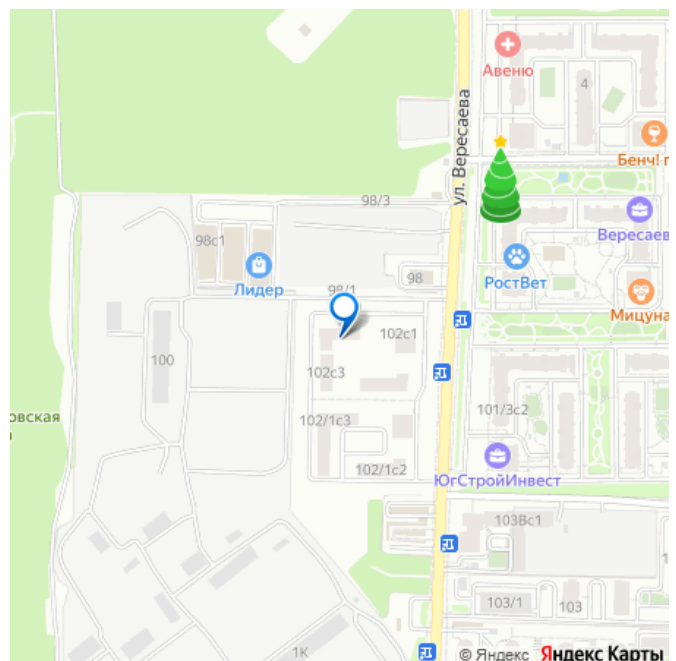 Авеню
4
ул. Вересаева
Бенч! г
98/3
98с1
Вересаев
Лидер
98
РостВет
98/1
Мицуна
102с1
100
102с3
101/3с2
овская
102/1с3
102/1с2
ЮгСтройИнвест
103Вс1
103/1
103
1К
© Яндекс Яндекс Карты